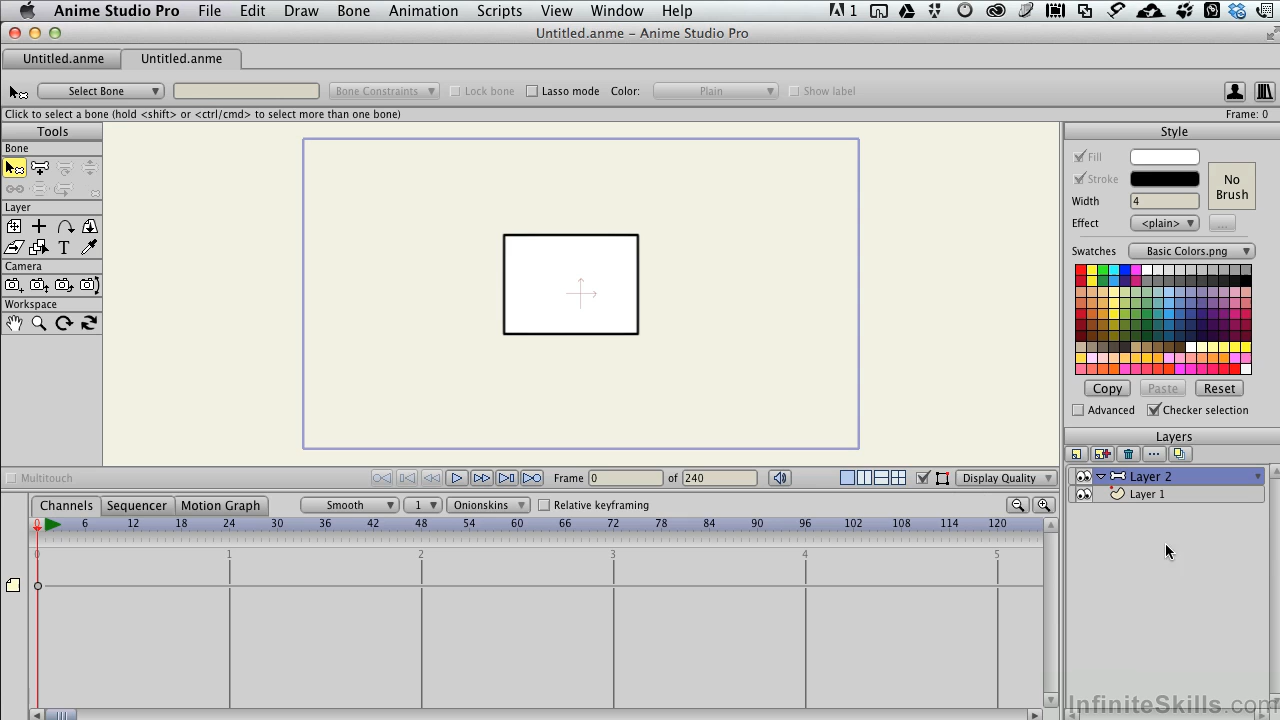 Anime Studio Pro File Edit Draw Bone Animation Scripts View Window Help 1
Untitled.anme – Anime Studio Pro
Untitled.anme Untitled.anme
Select Bone Bone Constraints Lock bone Lasso mode Color: Plain Show label
Click to select a bone (hold <shift> or <ctrl/cmd> to select more than one bone) Frame: 0
Tools
Bone
Layer
T
Camera
Workspace
Style
Fill
Stroke
No
Brush
Width 4
Effect <plain> ...
Swatches Basic Colors.png
Copy Paste Reset
Advanced Checker selection
Layers
Layer 2
Layer 1
Multitouch Frame 0 of 240 Display Quality
Channels Sequencer Motion Graph Smooth 1 Onionskins Relative keyframing
0 6 12 18 24 30 36 42 48 54 60 66 72 78 84 90 96 102 108 114 120
0 1 2 3 4 5
InfiniteSkills.com